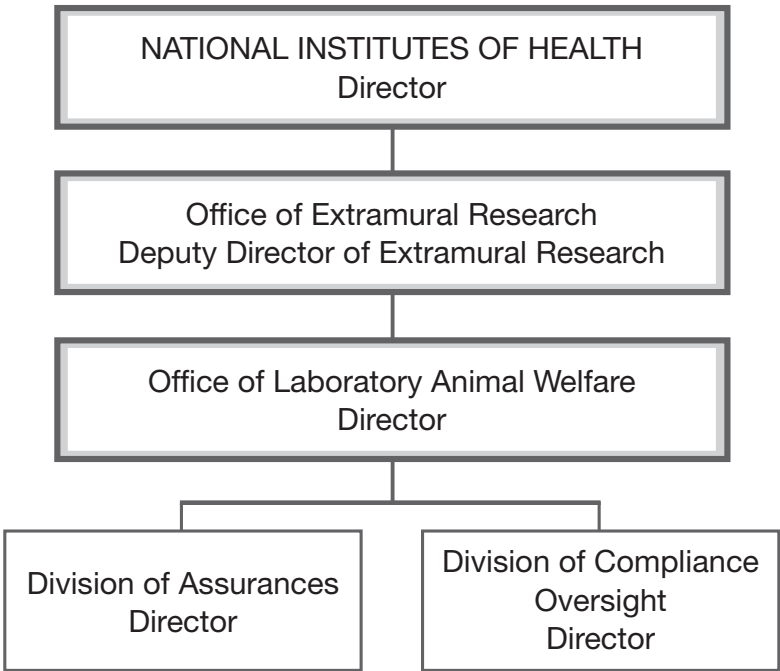 NATIONAL INSTITUTES OF HEALTH
Director
Office of Extramural Research
Deputy Director of Extramural Research
Office of Laboratory Animal Welfare
Director
Division of Assurances
Director
Division of Compliance
Oversight
Director